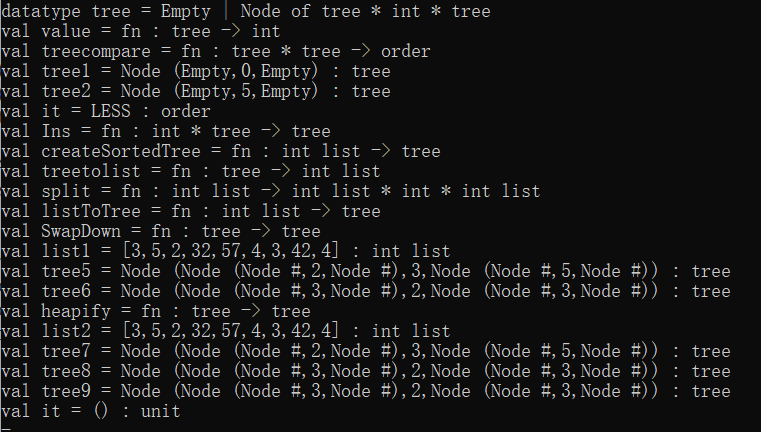 datatype tree = Empty | Node of tree * int * tree
val value = fn : tree -> int
val treecompare = fn : tree * tree -> order
val tree1 = Node (Empty,0,Empty) : tree
val tree2 = Node (Empty,5,Empty) : tree
val it = LESS : order
val Ins = fn : int * tree -> tree
val createSortedTree = fn : int list -> tree
val treetolist = fn : tree -> int list
val split = fn : int list -> int list * int * int list
val listToTree = fn : int list -> tree
val SwapDown = fn : tree -> tree
val list1 = [3,5,2,32,57,4,3,42,4] : int list
val tree5 = Node (Node (Node #,2,Node #),3,Node (Node #,5,Node #)) : tree
val tree6 = Node (Node (Node #,3,Node #),2,Node (Node #,3,Node #)) : tree
val heapify = fn : tree -> tree
val list2 = [3,5,2,32,57,4,3,42,4] : int list
val tree7 = Node (Node (Node #,2,Node #),3,Node (Node #,5,Node #)) : tree
val tree8 = Node (Node (Node #,3,Node #),2,Node (Node #,3,Node #)) : tree
val tree9 = Node (Node (Node #,3,Node #),2,Node (Node #,3,Node #)) : tree
val it = () : unit